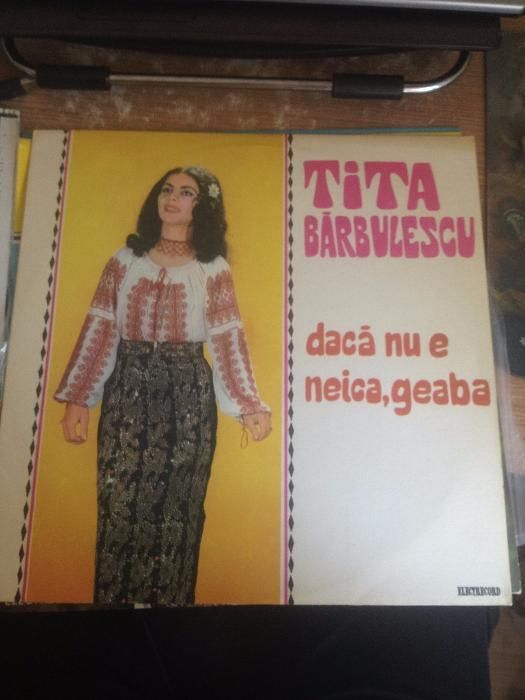 TiTA
BĂRBULESCU
dacă nu e
neica, geaba
ELECTRECORD